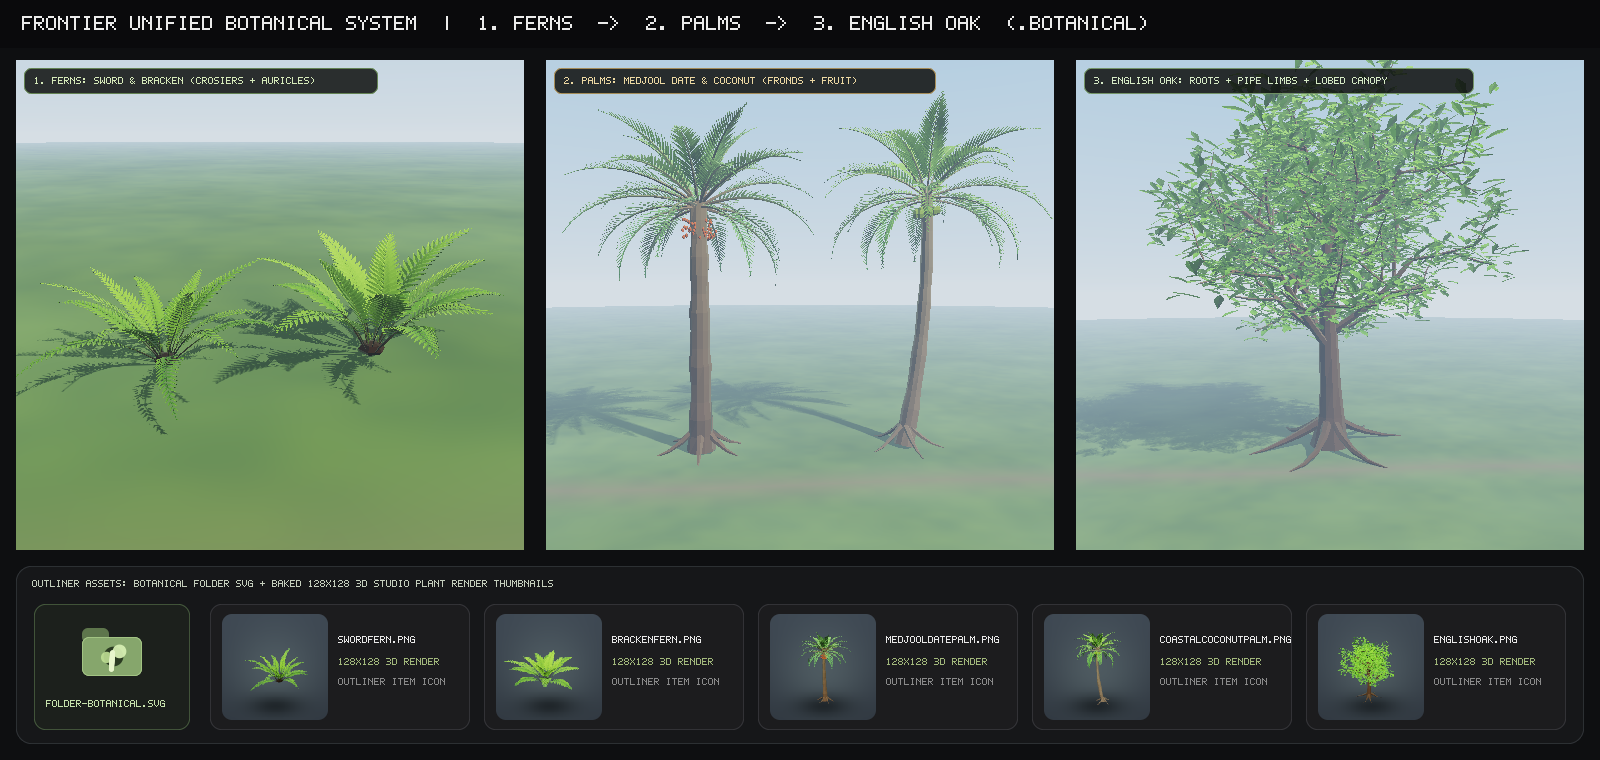 FRONTIER UNIFIED BOTANICAL SYSTEM | 1. FERNS -> 2. PALMS -> 3. ENGLISH OAK (.BOTANICAL)
1. FERNS: SWORD & BRACKEN (CROSIERS + AURICLES)
2. PALMS: MEDJOOL DATE & COCONUT (FRONDS + FRUIT)
3. ENGLISH OAK: ROOTS + PIPE LIMBS + LOBED CANOPY
OUTLINER ASSETS: BOTANICAL FOLDER SVG + BAKED 128X128 3D STUDIO PLANT RENDER THUMBNAILS
FOLDER-BOTANICAL.SVG
SWORDFERN.PNG
128X128 3D RENDER
OUTLINER ITEM ICON
BRACKENFERN.PNG
128X128 3D RENDER
OUTLINER ITEM ICON
MEDJOOLDATEPALM.PNG
128X128 3D RENDER
OUTLINER ITEM ICON
COASTALCOCONUTPALM.PNG
128X128 3D RENDER
OUTLINER ITEM ICON
ENGLISHOAK.PNG
128X128 3D RENDER
OUTLINER ITEM ICON